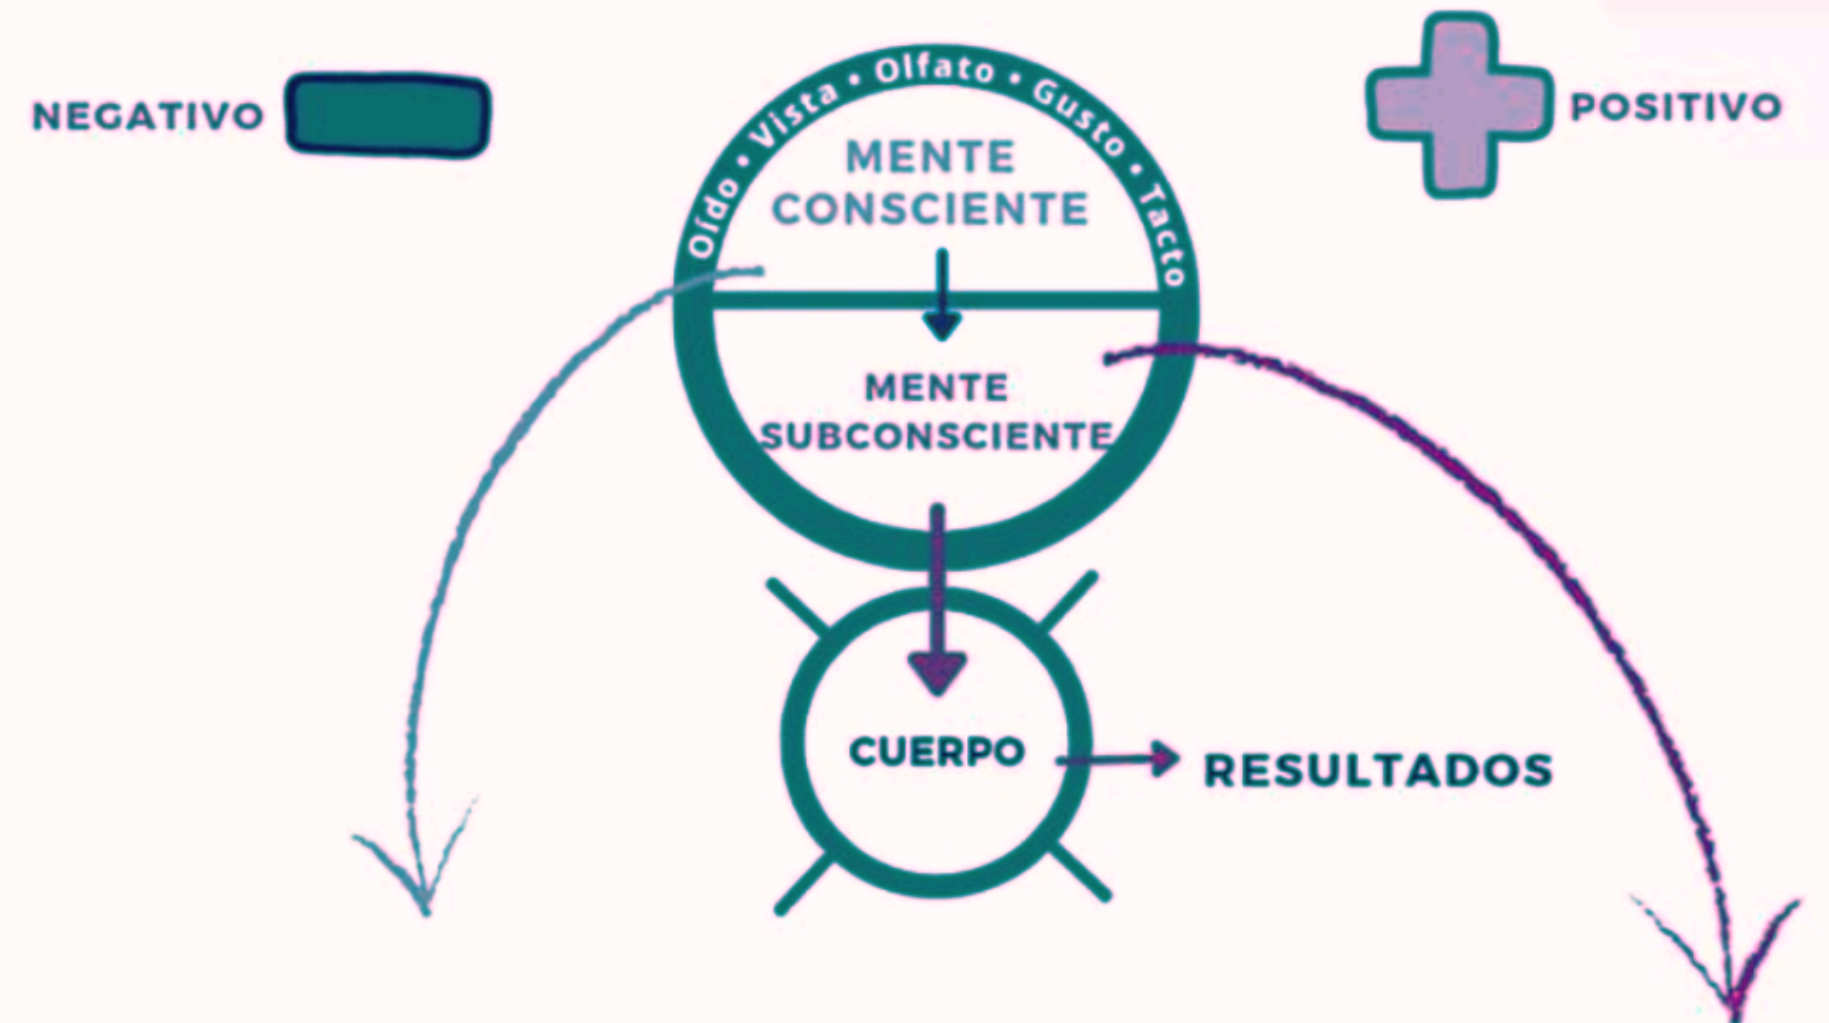 NEGATIVO
POSITIVO
Oído • Vista • Olfato • Gusto • Tacto
MENTE
CONSCIENTE
MENTE
SUBCONSCIENTE
CUERPO
RESULTADOS